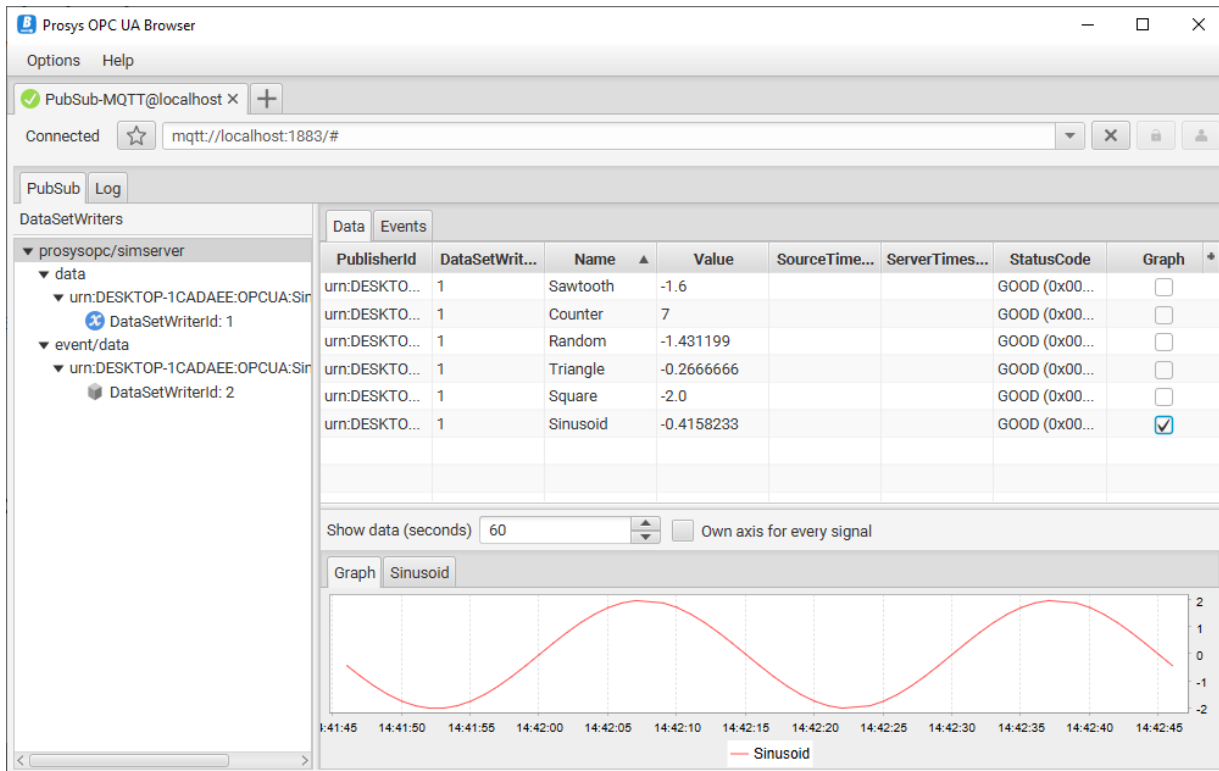 Prosys OPC UA Browser
Options Help
PubSub-MQTT@localhost
Connected mqtt://localhost:1883/#
PubSub Log
DataSetWriters
prosysopc/simserver
data
urn:DESKTOP-1CADAEE:OPCUA:Sin
DataSetWriterId: 1
event/data
urn:DESKTOP-1CADAEE:OPCUA:Sin
DataSetWriterId: 2
Data Events
PublisherId DataSetWrit... Name Value SourceTime... ServerTimes... StatusCode Graph +
urn:DESKTO... 1 Sawtooth -1.6 GOOD (0x00...
urn:DESKTO... 1 Counter 7 GOOD (0x00...
urn:DESKTO... 1 Random -1.431199 GOOD (0x00...
urn:DESKTO... 1 Triangle -0.2666666 GOOD (0x00...
urn:DESKTO... 1 Square -2.0 GOOD (0x00...
urn:DESKTO... 1 Sinusoid -0.4158233 GOOD (0x00...
Show data (seconds) 60 Own axis for every signal
Graph Sinusoid
2
1
0
-1
-2
:41:45 14:41:50 14:41:55 14:42:00 14:42:05 14:42:10 14:42:15 14:42:20 14:42:25 14:42:30 14:42:35 14:42:40 14:42:45
Sinusoid